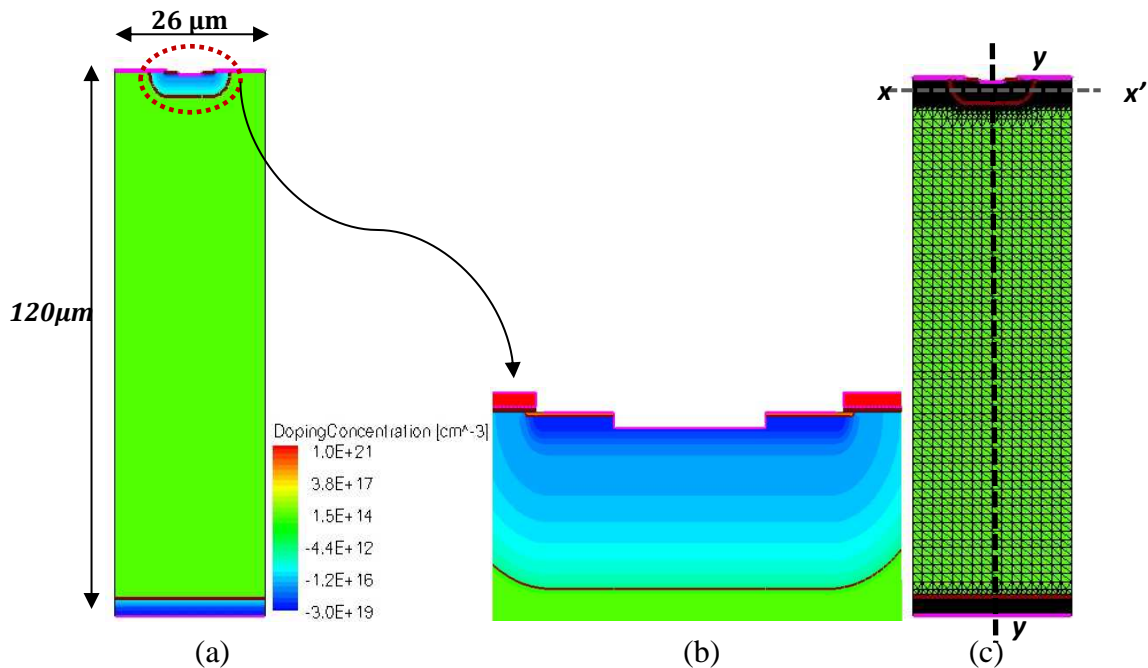 26 μm
y
x
x'
120μm
DopingConcentration [cm^-3]
1.0E+21
3.8E+17
1.5E+14
-4.4E+12
-1.2E+16
-3.0E+19
y
(a)
(b)
(c)